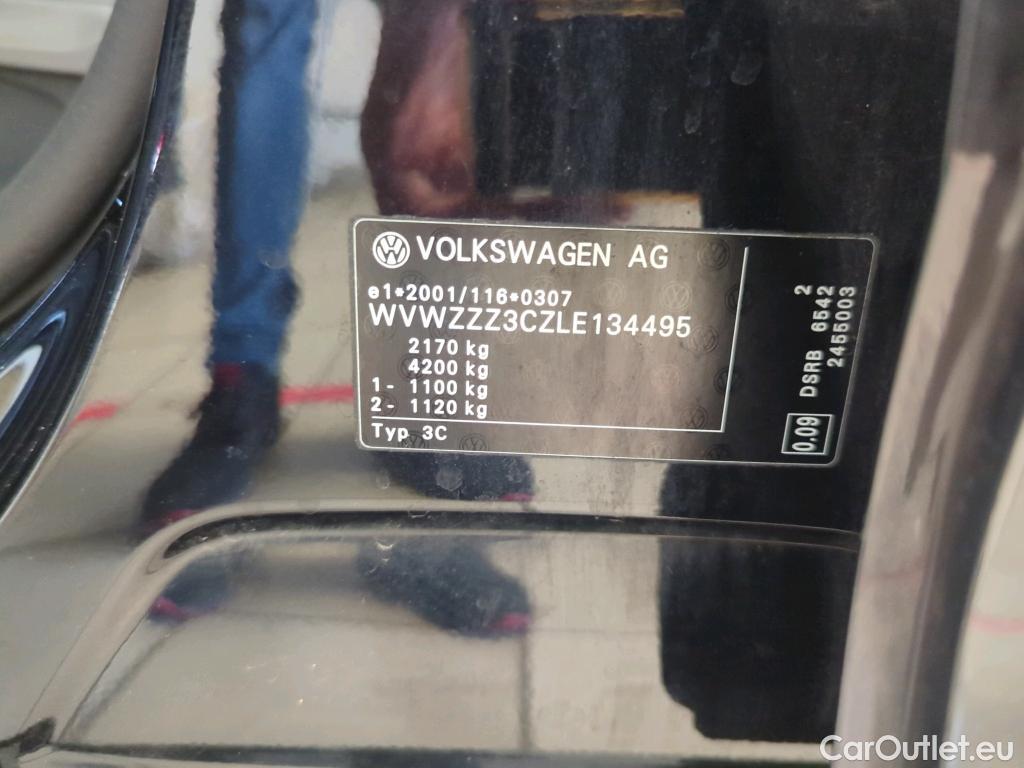 VOLKSWAGEN AG
e1*2001/116*0307
WVWZZZ3CZLE134495
2170 kg
4200 kg
1- 1100 kg
2- 1120 kg
Typ 3C
0.09 DSRB 6542 2
2455003
CarOutlet.eu